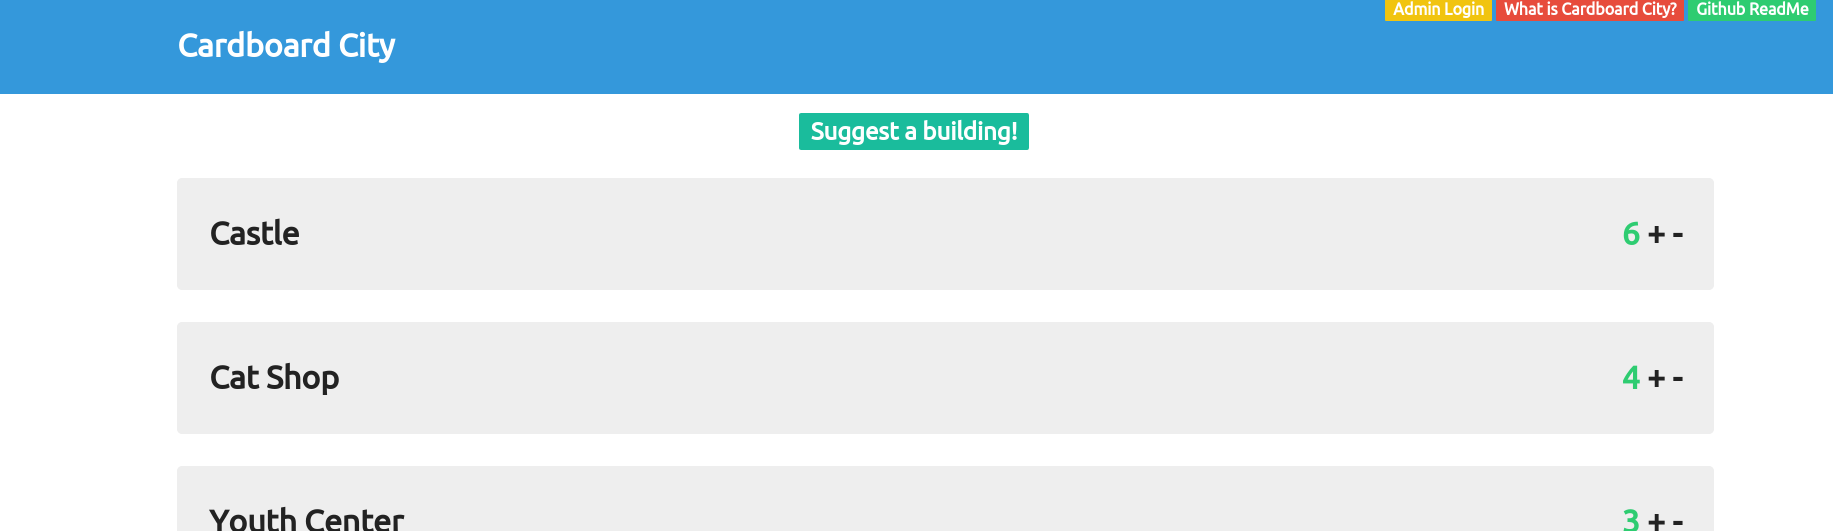 Admin Login What is Cardboard City? Github ReadMe
Cardboard City
Suggest a building!
Castle 6 + -
Cat Shop 4 + -
Youth Center 3 + -